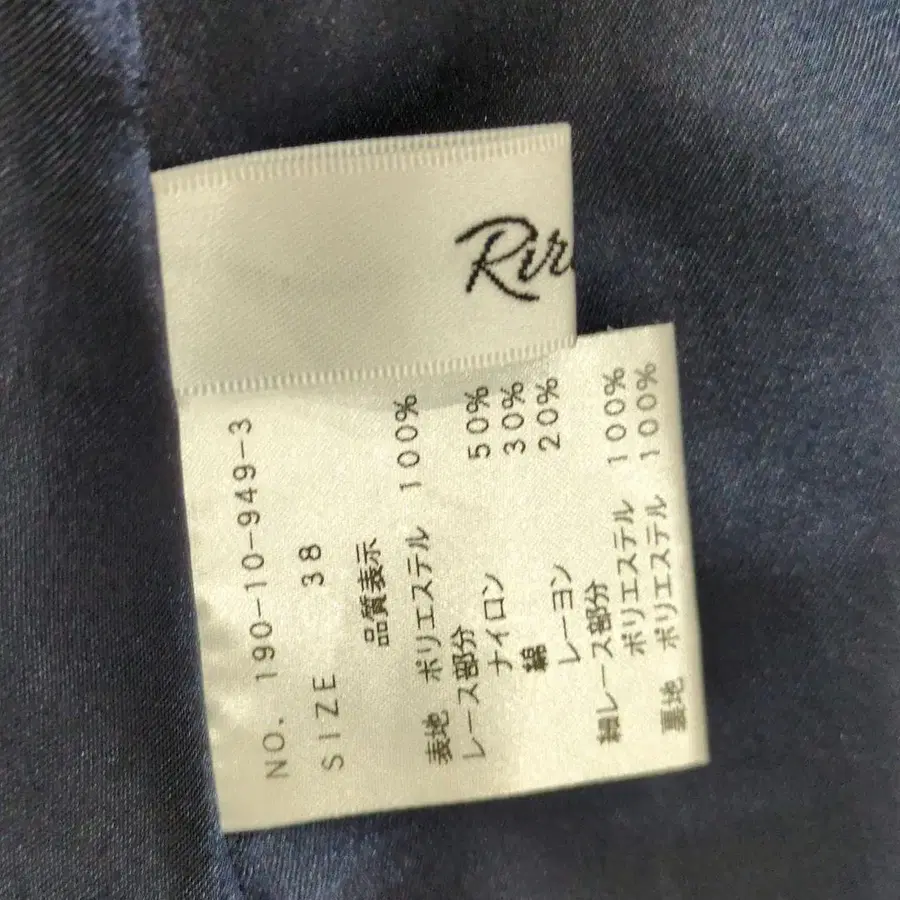 Rir
NO. 190-10-949-3
SIZE 38
品質表示
表地 ポリエステル 100%
レース部分
ナイロン 50%
綿 30%
レーヨン 20%
細レース部分
ポリエステル 100%
裏地 ポリエステル 100%